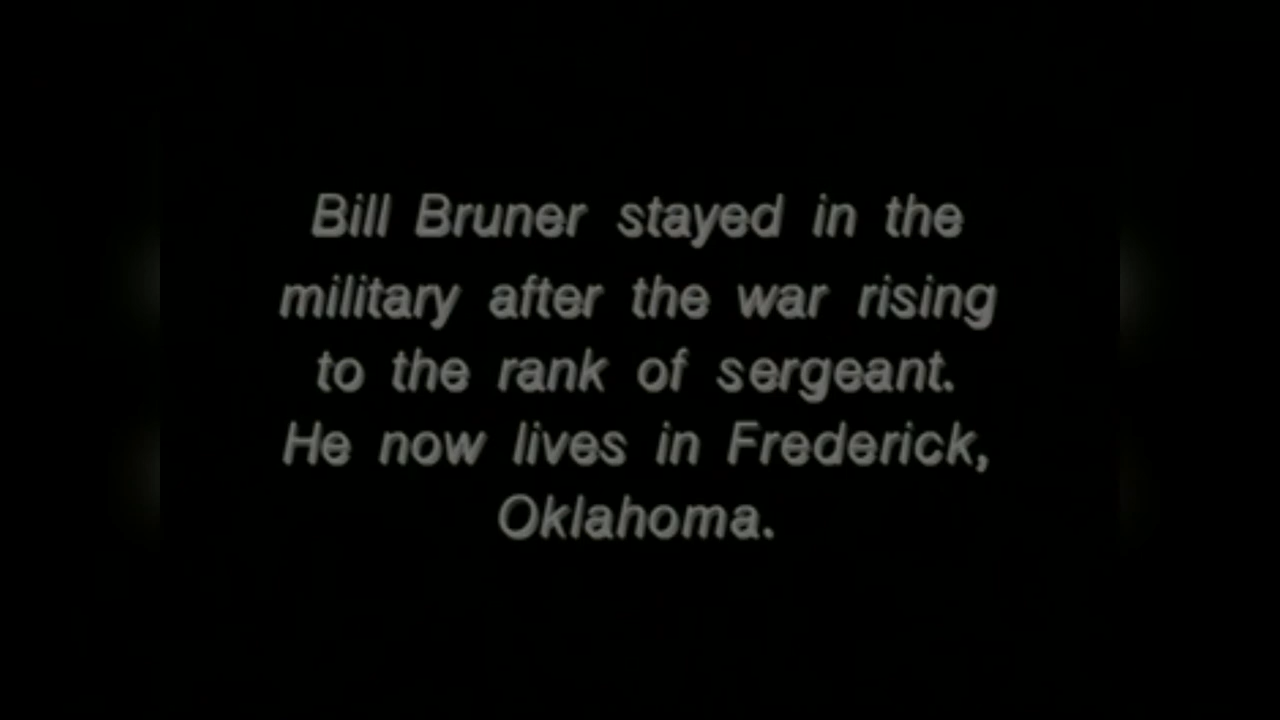 Bill Bruner stayed in the
military after the war rising
to the rank of sergeant.
He now lives in Frederick,
Oklahoma.